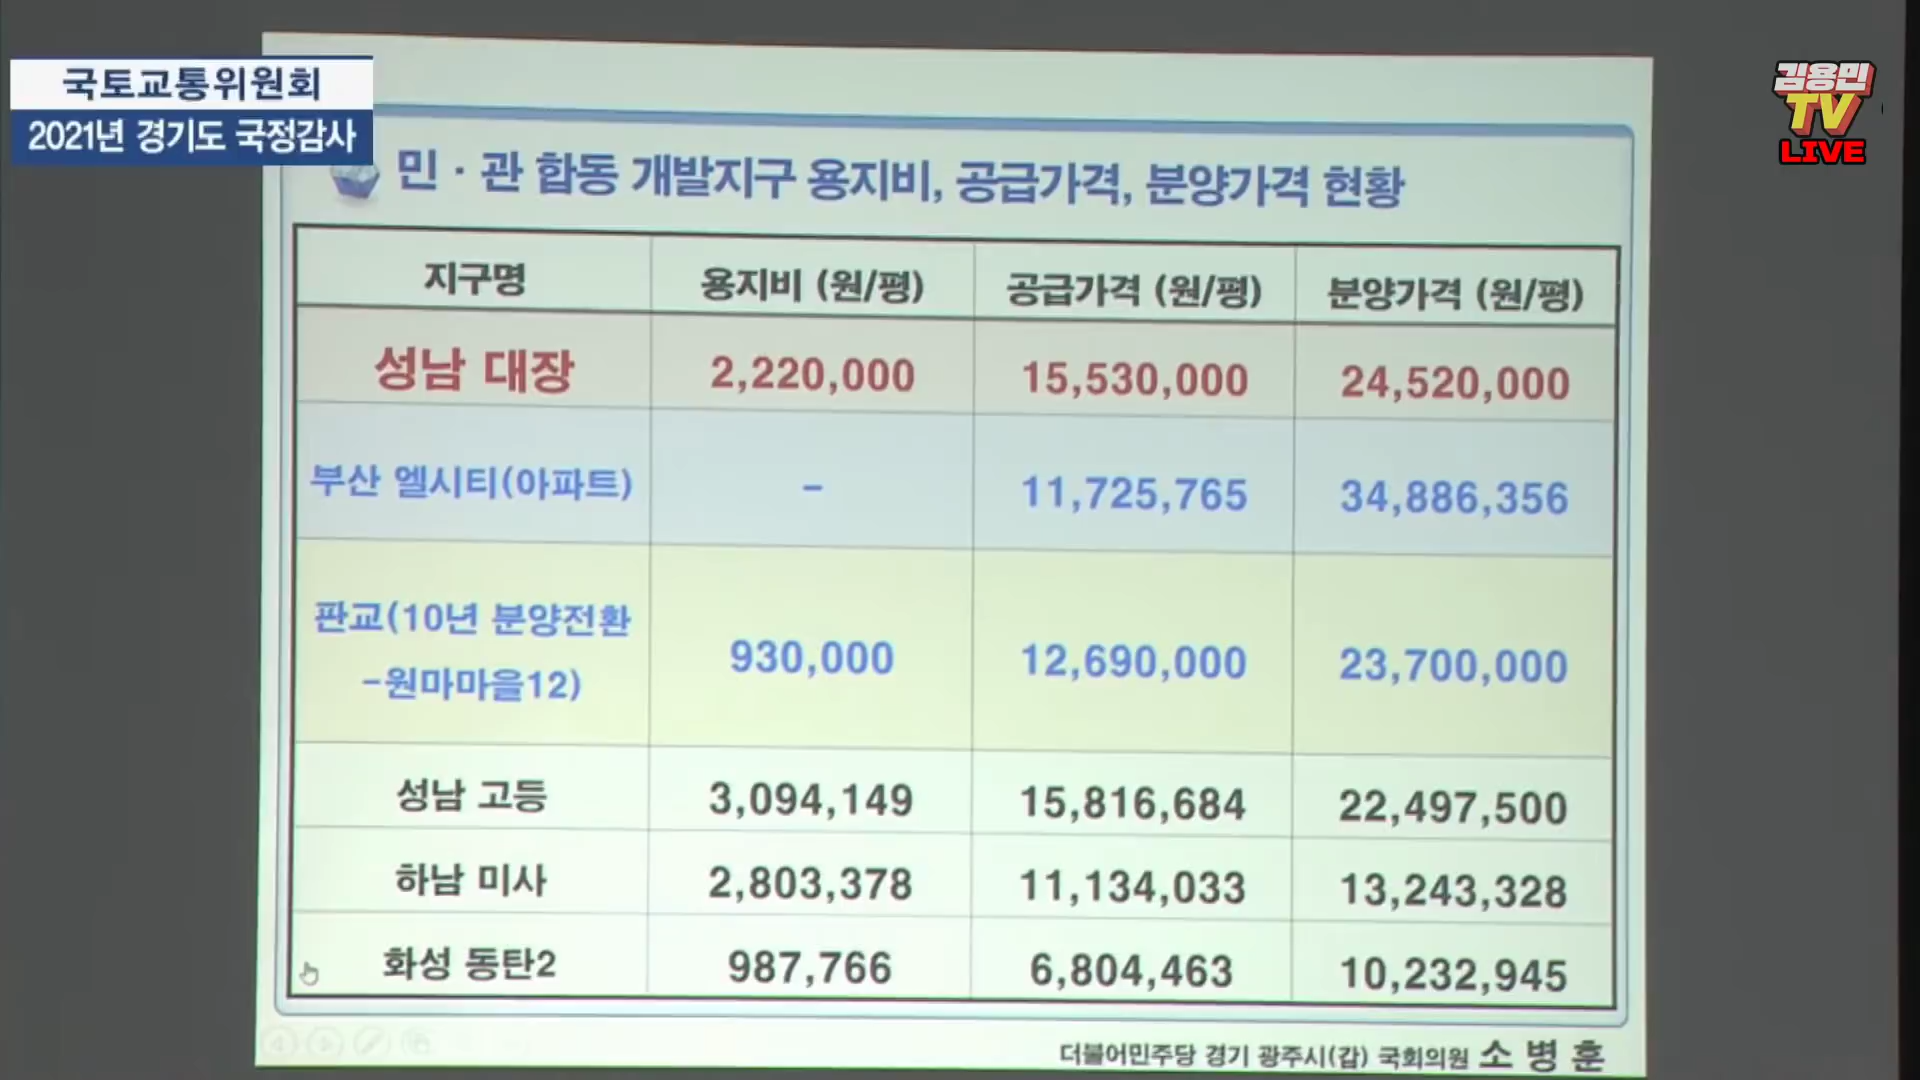 국토교통위원회
2021년 경기도 국정감사
김용민
TV
LIVE
민 · 관 합동 개발지구 용지비, 공급가격, 분양가격 현황
지구명 용지비 (원/평) 공급가격 (원/평) 분양가격 (원/평)
성남 대장 2,220,000 15,530,000 24,520,000
부산 엘시티(아파트) - 11,725,765 34,886,356
판교(10년 분양전환
-원마마을12) 930,000 12,690,000 23,700,000
성남 고등 3,094,149 15,816,684 22,497,500
하남 미사 2,803,378 11,134,033 13,243,328
화성 동탄2 987,766 6,804,463 10,232,945
더불어민주당 경기 광주시(갑) 국회의원 소병훈